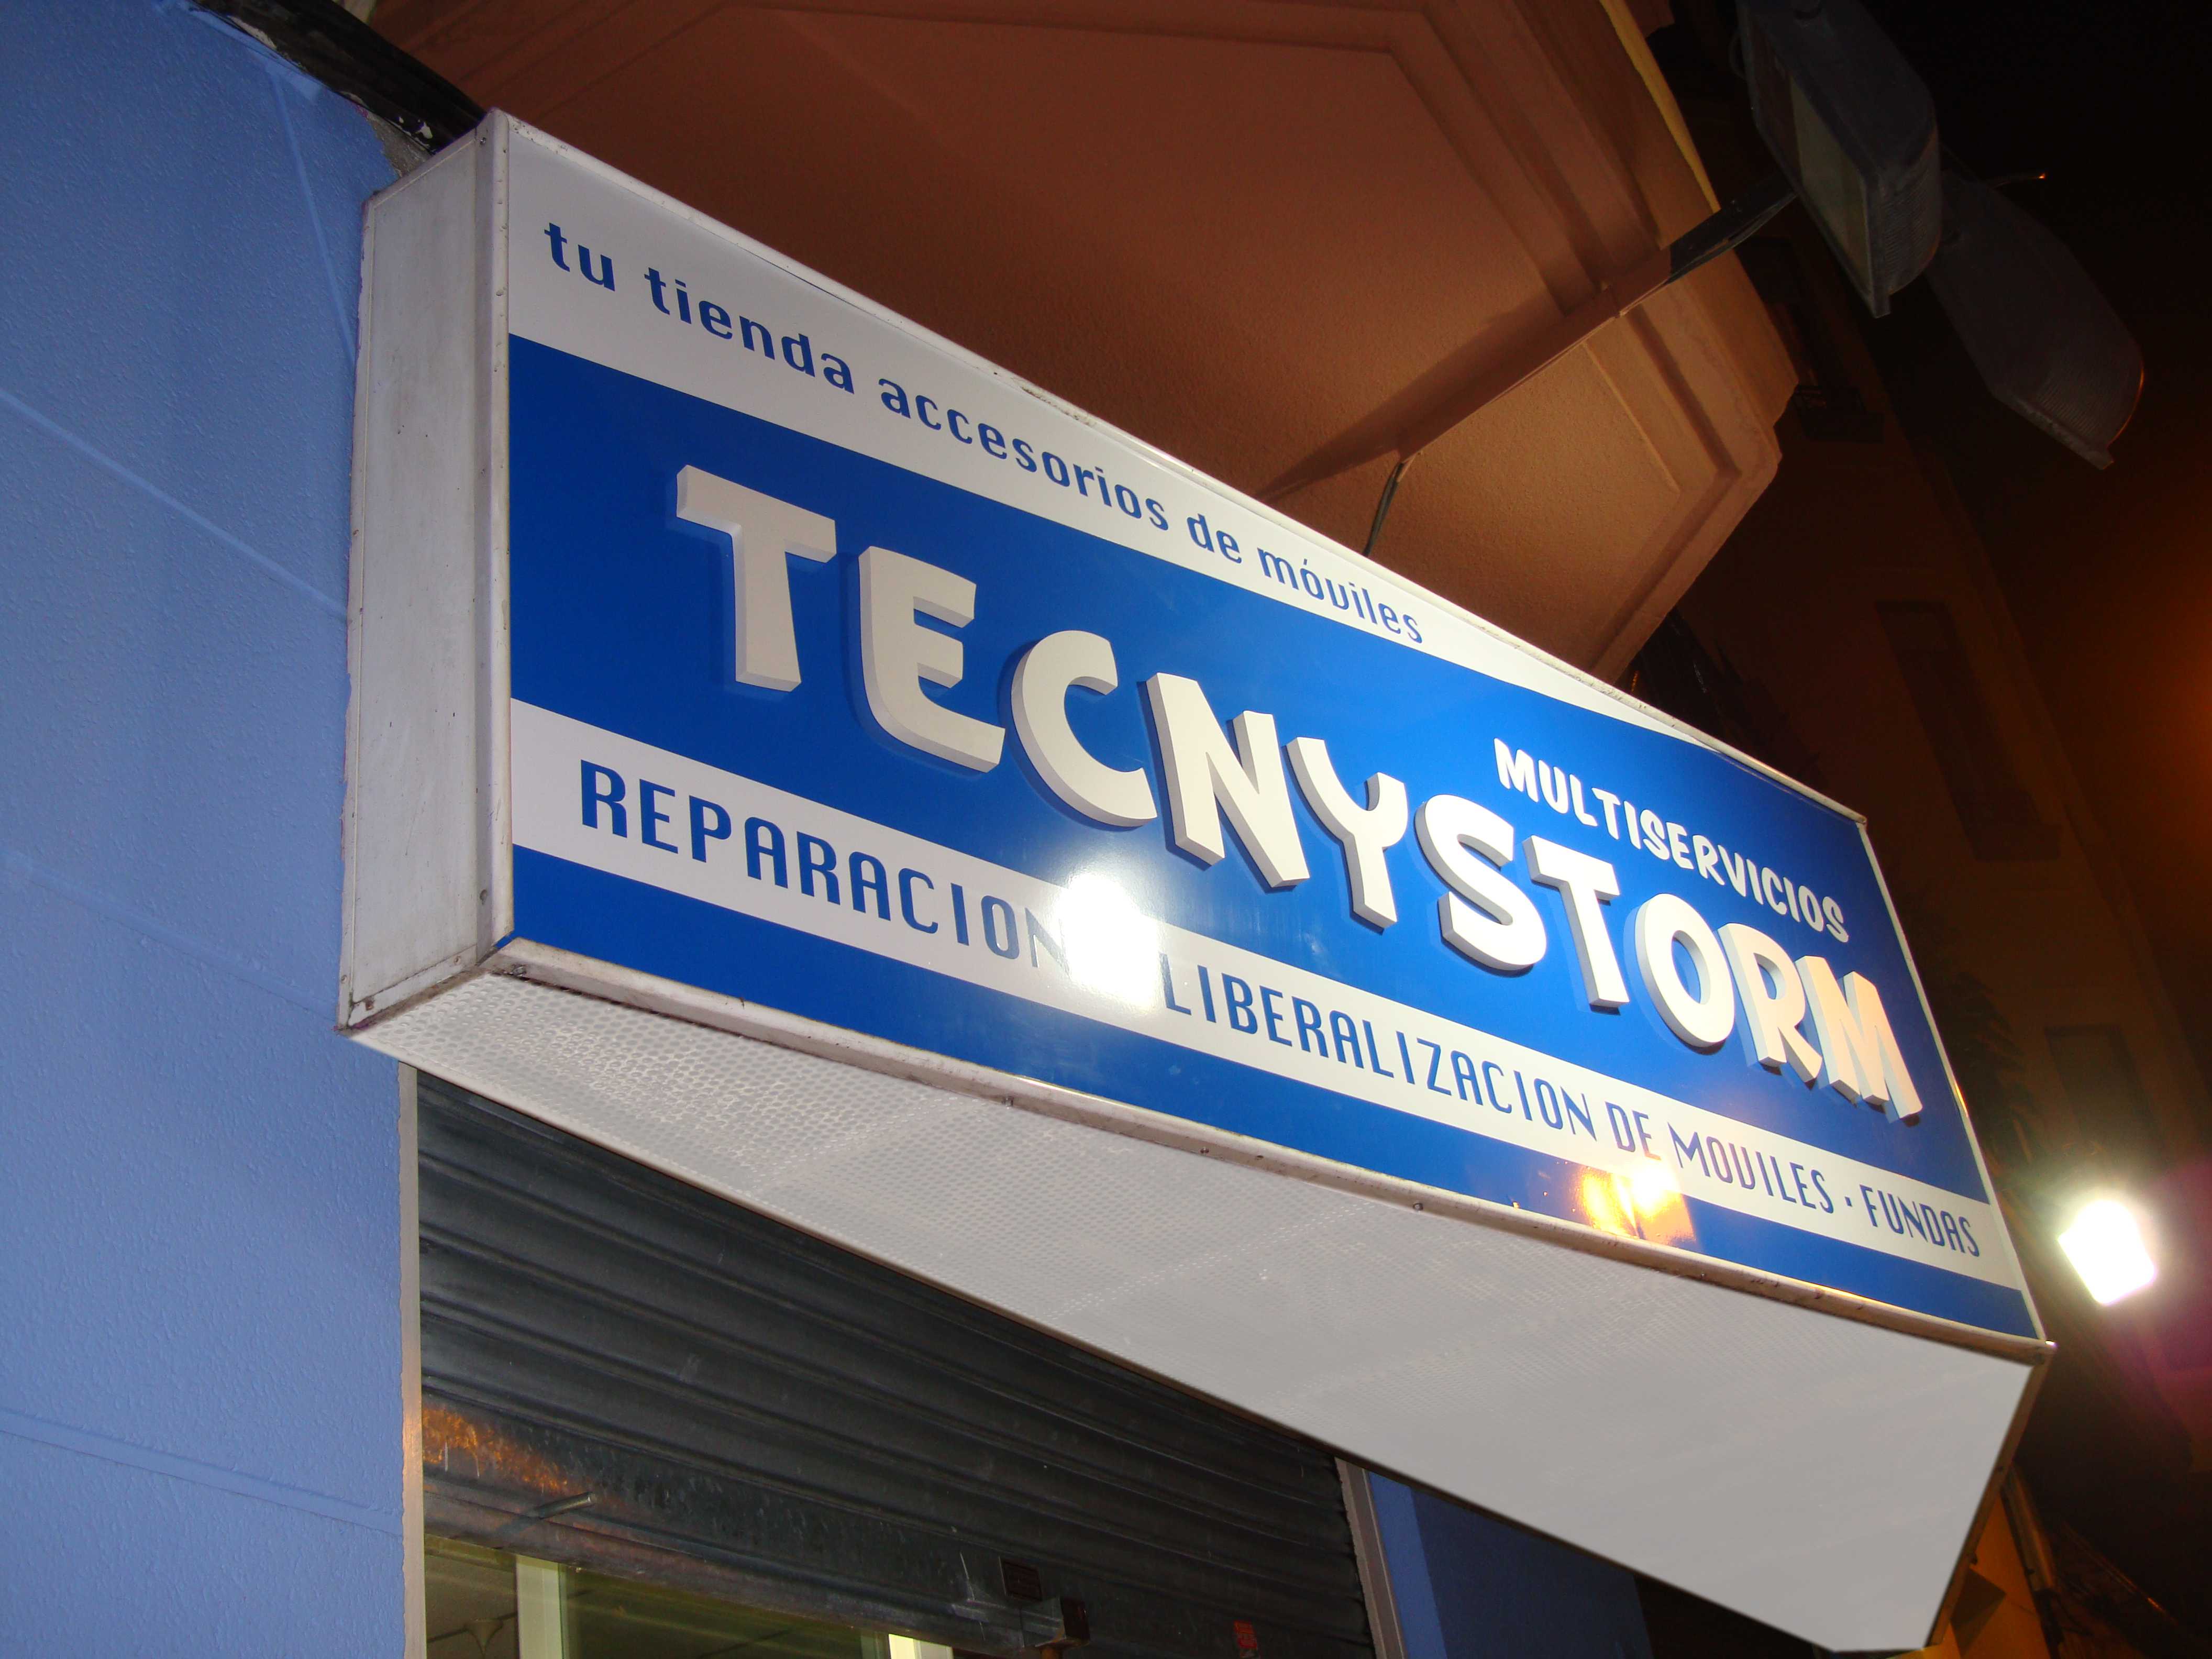 tu tienda accesorios de móviles
MULTISERVICIOS
TECNYSTORM
REPARACION LIBERALIZACION DE MOVILES · FUNDAS